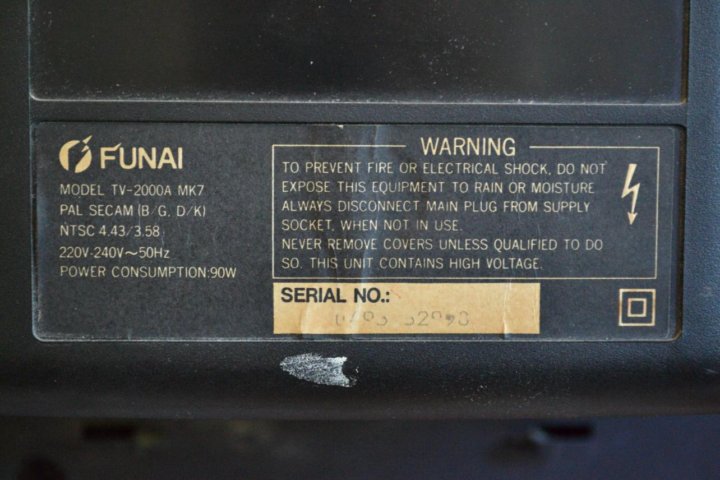 FUNAI
MODEL TV-2000A MK7
PAL SECAM (B/G, D/K)
NTSC 4.43/3.58
220V-240V~50Hz
POWER CONSUMPTION:90W
WARNING
TO PREVENT FIRE OR ELECTRICAL SHOCK, DO NOT
EXPOSE THIS EQUIPMENT TO RAIN OR MOISTURE.
ALWAYS DISCONNECT MAIN PLUG FROM SUPPLY
SOCKET, WHEN NOT IN USE.
NEVER REMOVE COVERS UNLESS QUALIFIED TO DO
SO. THIS UNIT CONTAINS HIGH VOLTAGE.
SERIAL NO.: